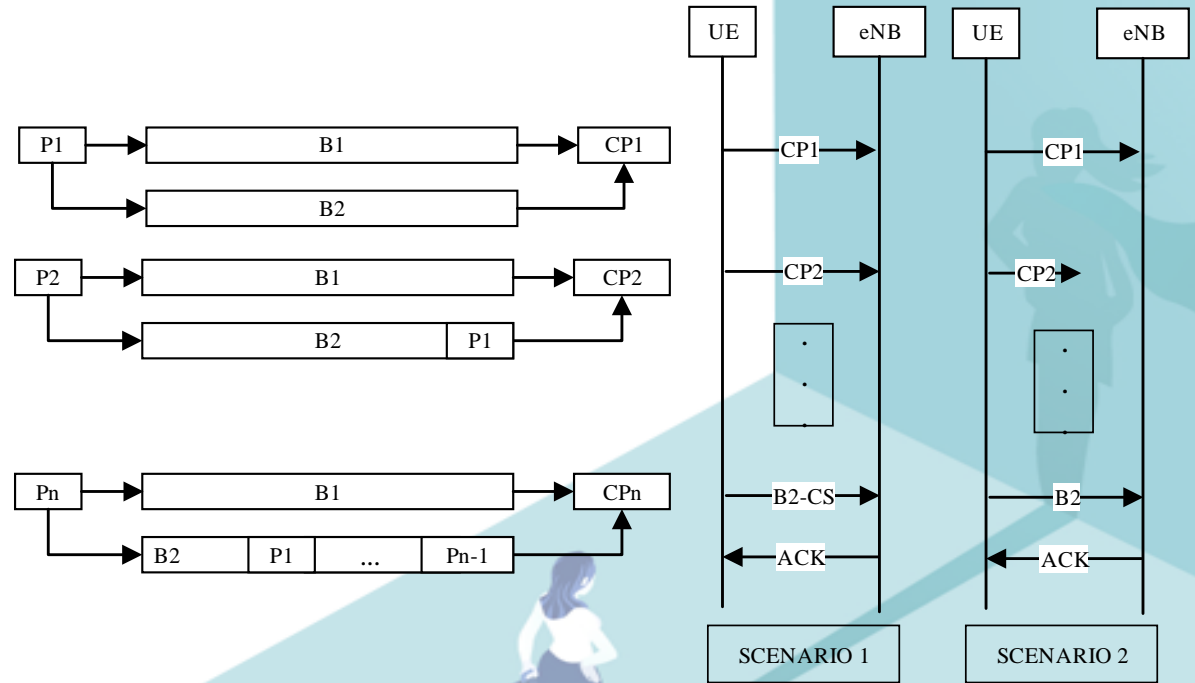 P1
B1
CP1
B2
P2
B1
CP2
B2
P1
Pn
B1
CPn
B2
P1
...
Pn-1
UE
eNB
CP1
CP2
.
.
.
B2-CS
ACK
SCENARIO 1
UE
eNB
CP1
CP2
.
.
.
B2
ACK
SCENARIO 2